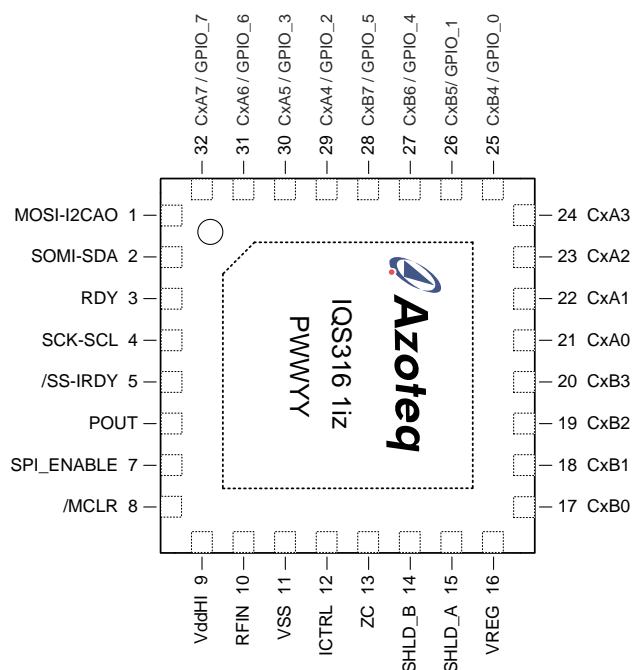 32 CxA7 / GPIO_7
31 CxA6 / GPIO_6
30 CxA5 / GPIO_3
29 CxA4 / GPIO_2
28 CxB7 / GPIO_5
27 CxB6 / GPIO_4
26 CxB5/ GPIO_1
25 CxB4 / GPIO_0
MOSI-I2CAO 1
SOMI-SDA 2
RDY 3
SCK-SCL 4
/SS-IRDY 5
POUT
SPI_ENABLE 7
/MCLR 8
Azoteq
IQS316 1iz
PWWYY
24 CxA3
23 CxA2
22 CxA1
21 CxA0
20 CxB3
19 CxB2
18 CxB1
17 CxB0
VddHI 9
RFIN 10
VSS 11
ICTRL 12
ZC 13
SHLD_B 14
SHLD_A 15
VREG 16